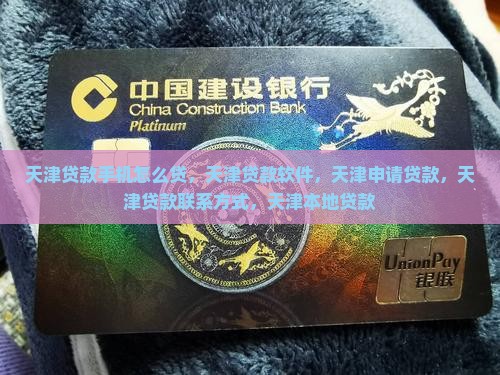 中国建设银行
China Construction Bank
Platinum
天津贷款手机怎么贷，天津贷款软件，天津申请贷款，天
津贷款联系方式，天津本地贷款
UnionPay
银联